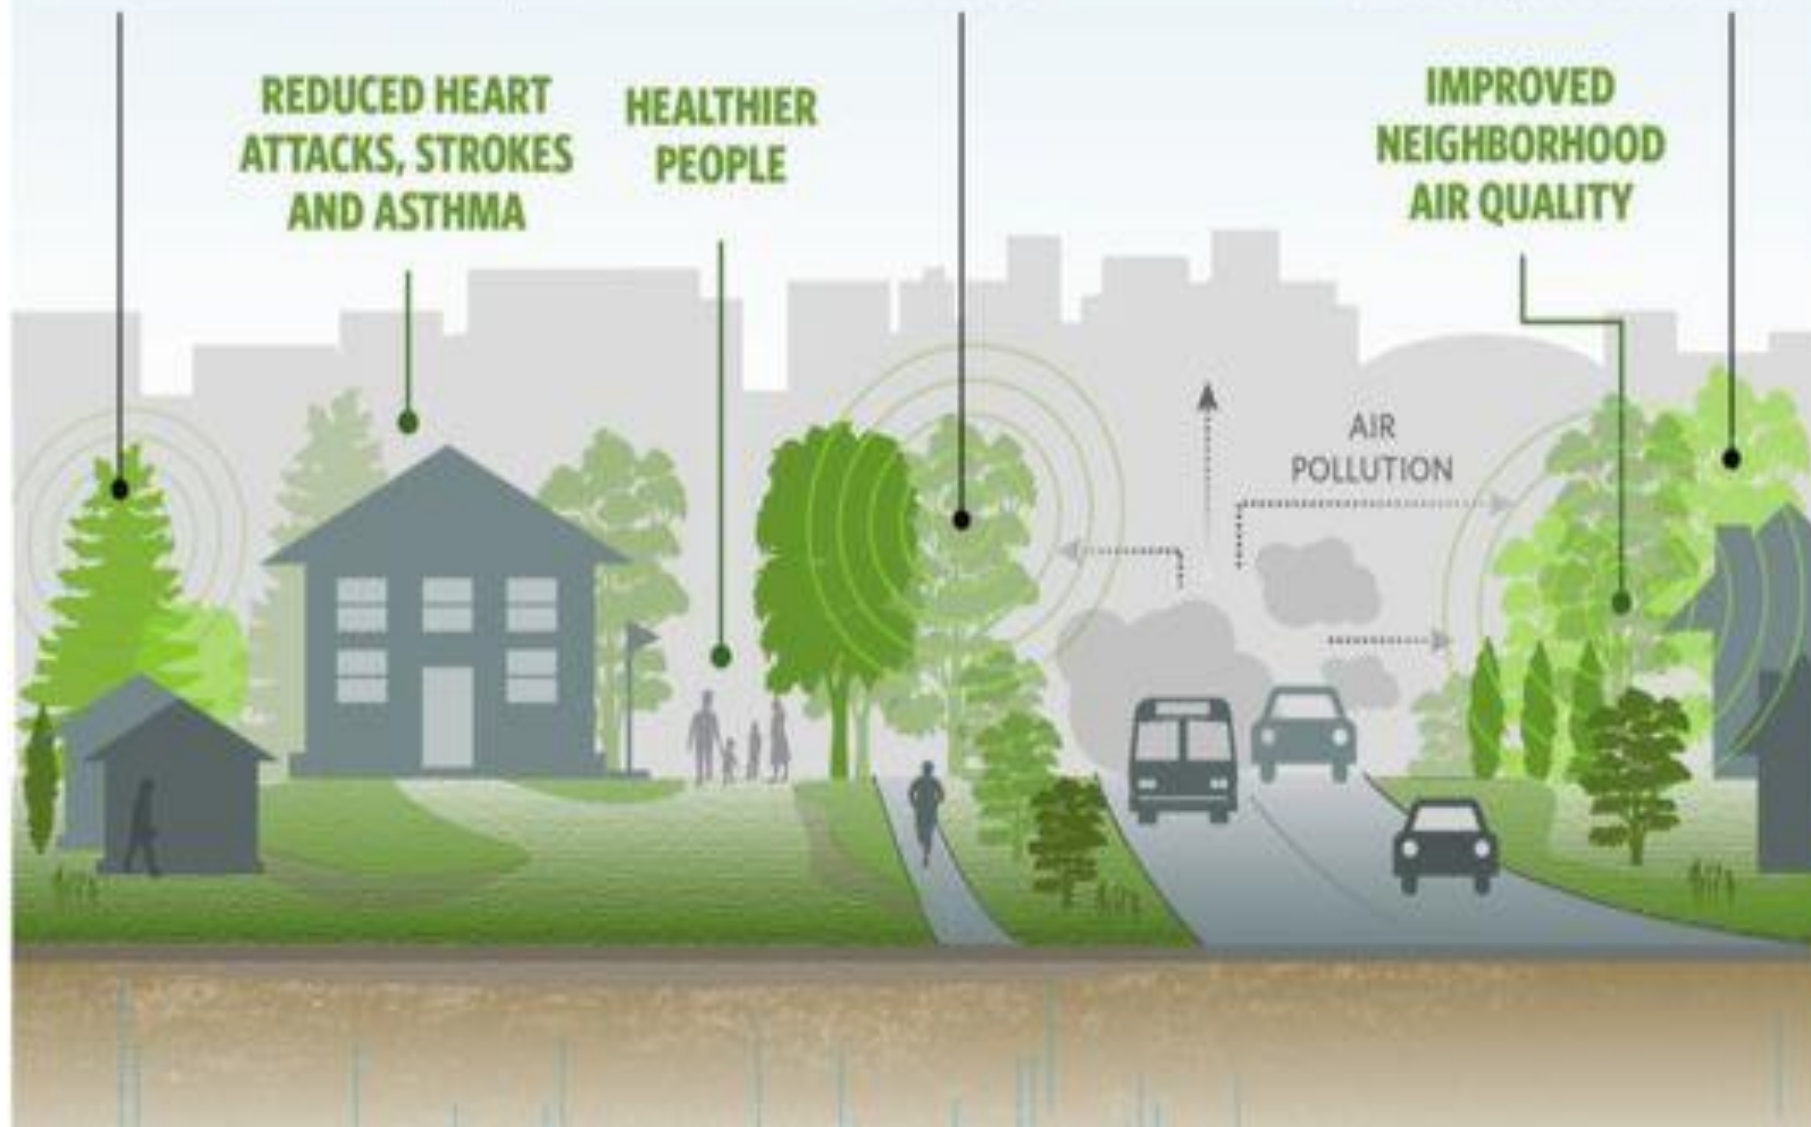 REDUCED HEART
ATTACKS, STROKES
AND ASTHMA
HEALTHIER
PEOPLE
IMPROVED
NEIGHBORHOOD
AIR QUALITY
AIR
POLLUTION